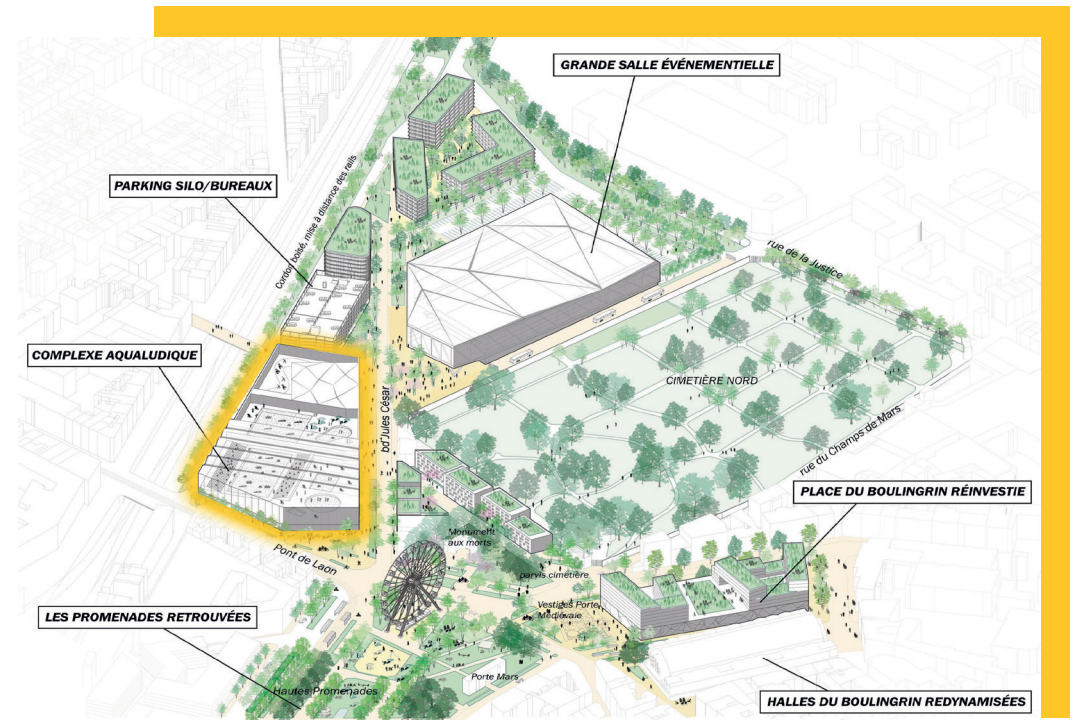 GRANDE SALLE ÉVÉNEMENTIELLE
PARKING SILO/BUREAUX
Cordon boisé, mise à distance des rails
rue de la Justice
COMPLEXE AQUALUDIQUE
CIMETIÈRE NORD
bd Jules César
rue du Champs de Mars
PLACE DU BOULINGRIN RÉINVESTIE
Monument
aux morts
Pont de Laon
parvis cimetière
LES PROMENADES RETROUVÉES
Vestiges Porte
Médiévale
Porte Mars
Hautes Promenades
HALLES DU BOULINGRIN REDYNAMISÉES